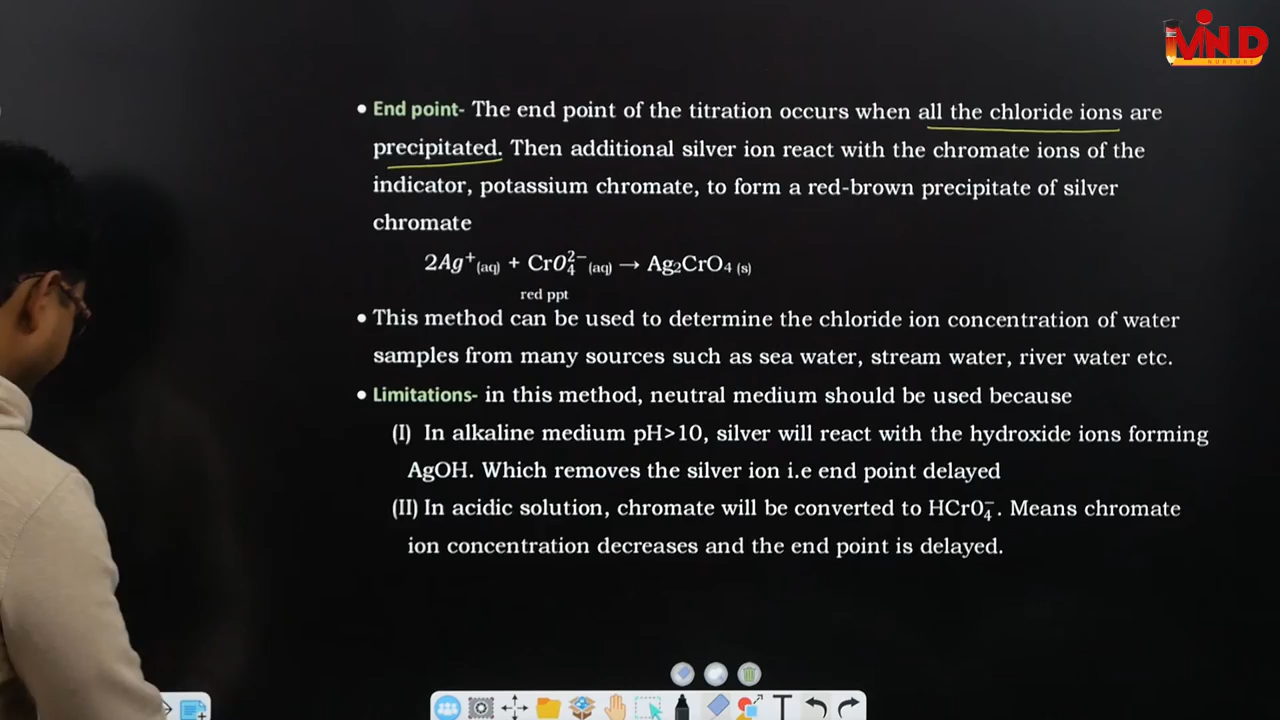 MIND
NURTURE
• End point- The end point of the titration occurs when all the chloride ions are
precipitated. Then additional silver ion react with the chromate ions of the
indicator, potassium chromate, to form a red-brown precipitate of silver
chromate
2Ag⁺(aq) + CrO₄²⁻(aq) → Ag₂CrO₄ (s)
red ppt
• This method can be used to determine the chloride ion concentration of water
samples from many sources such as sea water, stream water, river water etc.
• Limitations- in this method, neutral medium should be used because
(I) In alkaline medium pH>10, silver will react with the hydroxide ions forming
AgOH. Which removes the silver ion i.e end point delayed
(II) In acidic solution, chromate will be converted to HCrO₄⁻. Means chromate
ion concentration decreases and the end point is delayed.